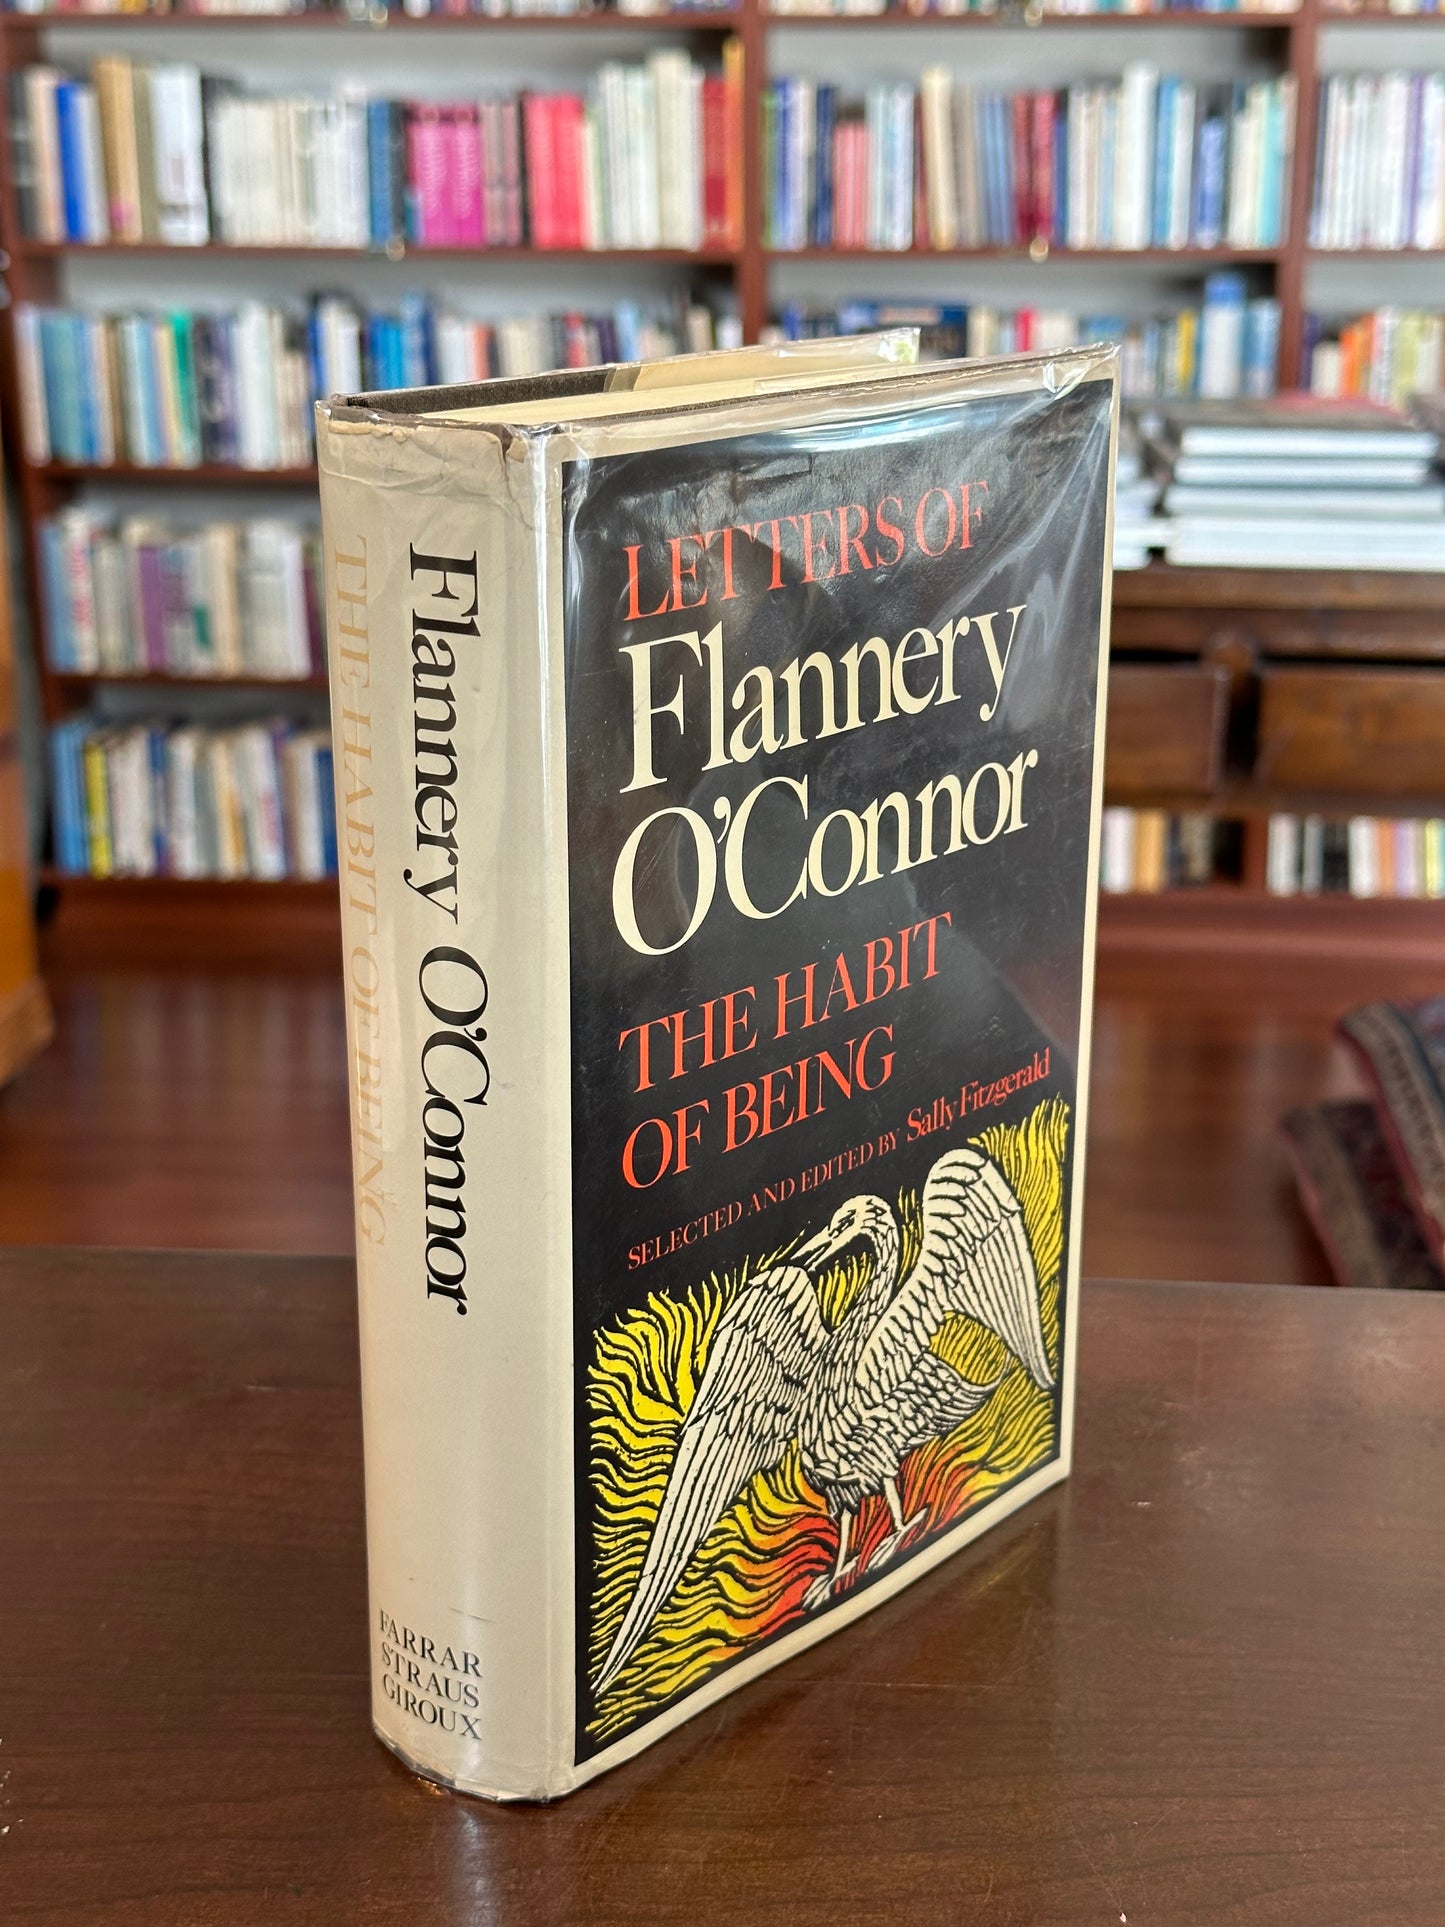 THE HABIT OF BEING
Flannery O'Connor
FARRAR
STRAUS
GIROUX
LETTERS OF
Flannery
O'Connor
THE HABIT
OF BEING
SELECTED AND EDITED BY Sally Fitzgerald